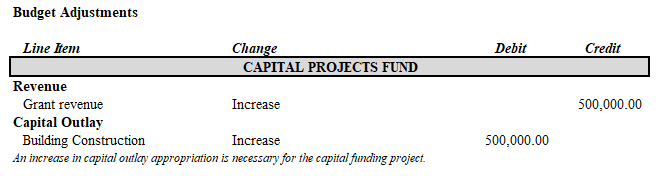 Budget Adjustments
Line Item Change Debit Credit
CAPITAL PROJECTS FUND
Revenue
Grant revenue Increase 500,000.00
Capital Outlay
Building Construction Increase 500,000.00
An increase in capital outlay appropriation is necessary for the capital funding project.